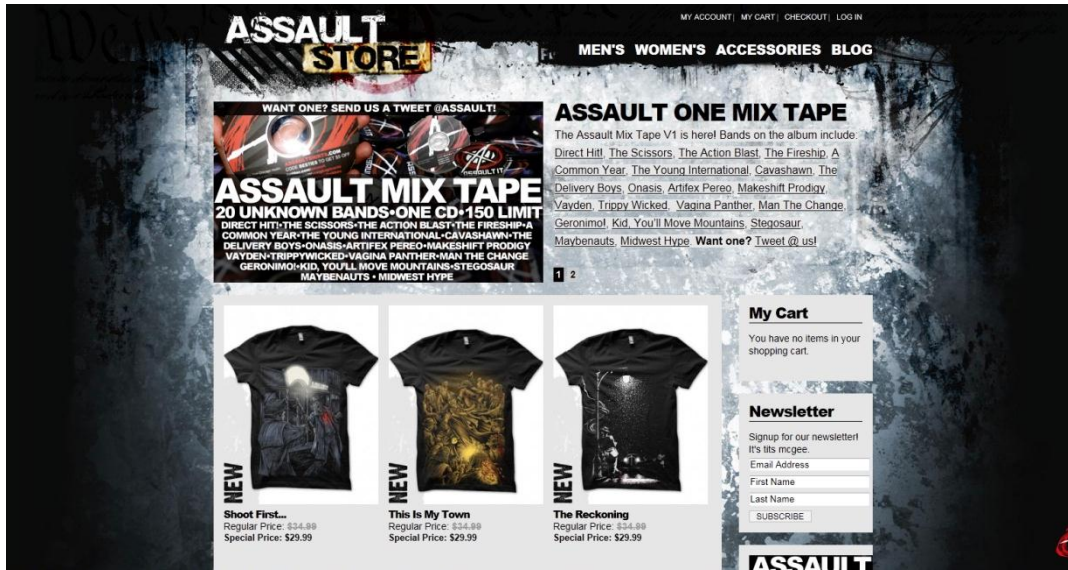 ASSAULT
STORE
MY ACCOUNT| MY CART| CHECKOUT| LOG IN
MEN'S WOMEN'S ACCESSORIES BLOG
WANT ONE? SEND US A TWEET @ASSAULT!
ASSAULT MIX TAPE
20 UNKNOWN BANDS•ONE CD•150 LIMIT
DIRECT HIT!•THE SCISSORS•THE ACTION BLAST•THE FIRESHIP•A
COMMON YEAR•THE YOUNG INTERNATIONAL•CAVASHAWN•THE
DELIVERY BOYS•ONASIS•ARTIFEX PEREO•MAKESHIFT PRODIGY
VAYDEN•TRIPPYWICKED•VAGINA PANTHER•MAN THE CHANGE
GERONIMO!•KID, YOU'LL MOVE MOUNTAINS•STEGOSAUR
MAYBENAUTS • MIDWEST HYPE
ASSAULT ONE MIX TAPE
The Assault Mix Tape V1 is here! Bands on the album include:
Direct Hit!, The Scissors, The Action Blast, The Fireship, A
Common Year, The Young International, Cavashawn, The
Delivery Boys, Onasis, Artifex Pereo, Makeshift Prodigy,
Vayden, Trippy Wicked, Vagina Panther, Man The Change,
Geronimo!, Kid, You'll Move Mountains, Stegosaur,
Maybenauts, Midwest Hype. Want one? Tweet @ us!
1 2
NEW
Shoot First...
Regular Price: $34.99
Special Price: $29.99
This Is My Town
Regular Price: $34.99
Special Price: $29.99
NEW
The Reckoning
Regular Price: $34.99
Special Price: $29.99
NEW
My Cart
You have no items in your
shopping cart.
Newsletter
Signup for our newsletter!
It's tits mcgee.
Email Address
First Name
Last Name
SUBSCRIBE
ASSAULT